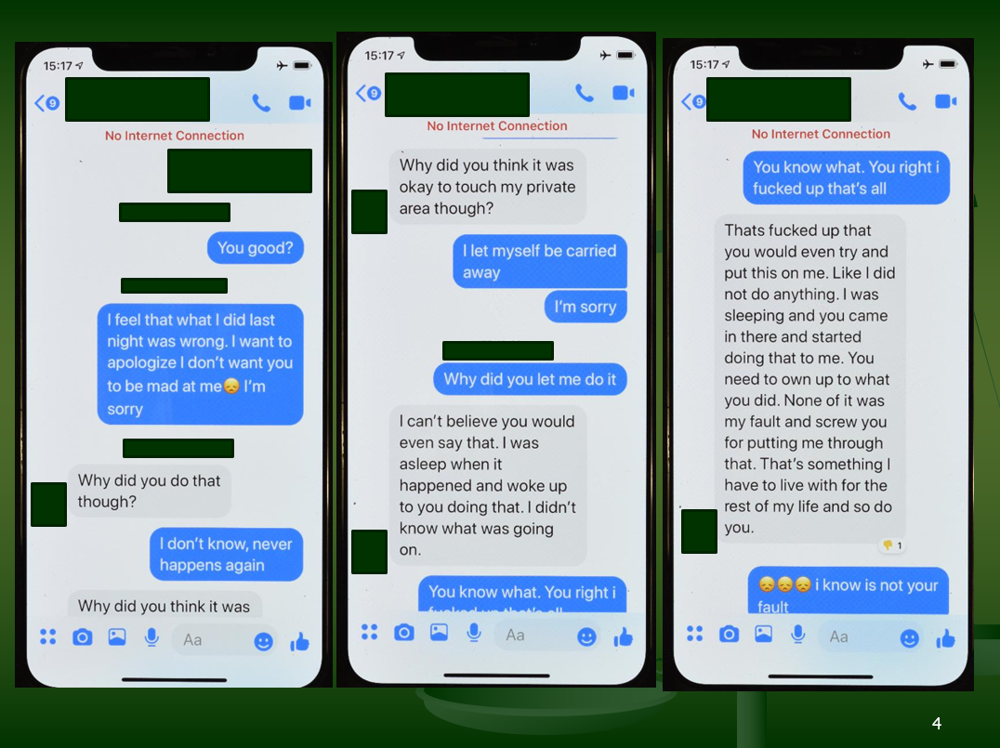 15:17
9
No Internet Connection
You good?
I feel that what I did last
night was wrong. I want to
apologize I don't want you
to be mad at me😞 I'm
sorry
Why did you do that
though?
I don't know, never
happens again
Why did you think it was
Aa
15:17
9
No Internet Connection
Why did you think it was
okay to touch my private
area though?
I let myself be carried
away
I'm sorry
Why did you let me do it
I can't believe you would
even say that. I was
asleep when it
happened and woke up
to you doing that. I didn't
know what was going
on.
You know what. You right i
fucked up that's all
Aa
15:17
9
No Internet Connection
You know what. You right i
fucked up that's all
Thats fucked up that
you would even try and
put this on me. Like I did
not do anything. I was
sleeping and you came
in there and started
doing that to me. You
need to own up to what
you did. None of it was
my fault and screw you
for putting me through
that. That's something I
have to live with for the
rest of my life and so do
you.
👎 1
😞😞😞 i know is not your
fault
Aa
4